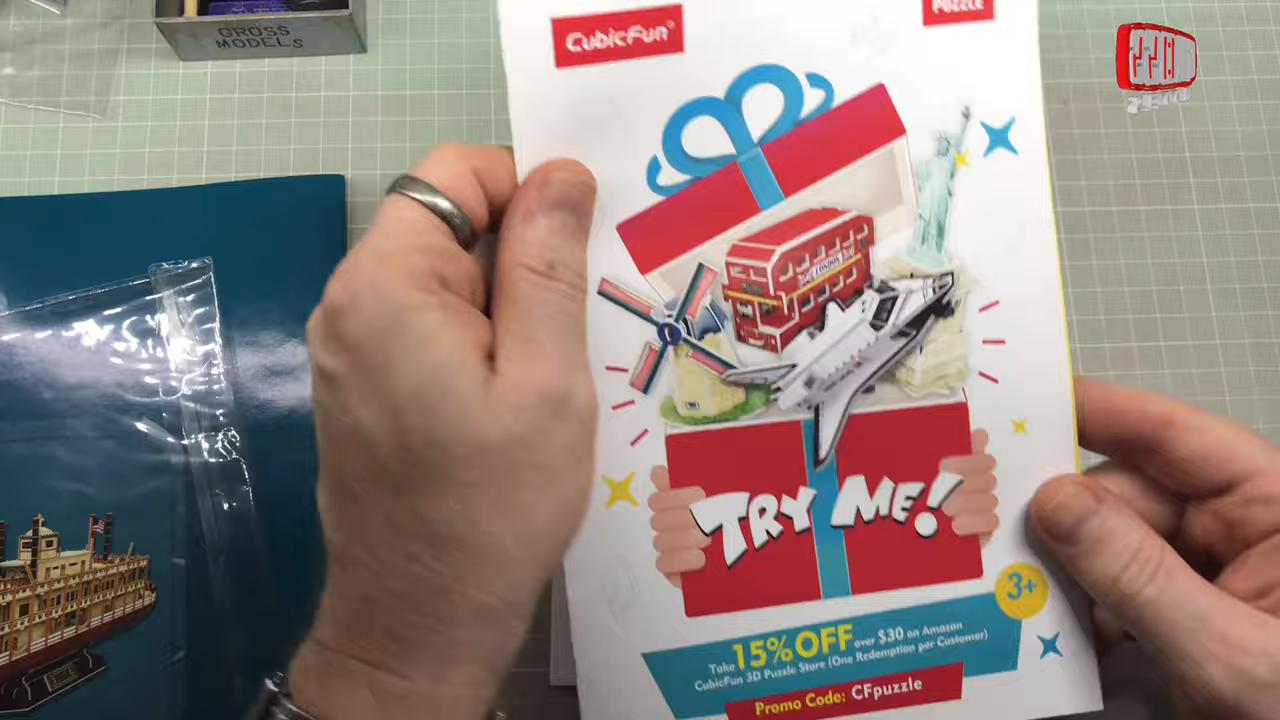 GROSS
MODELS
CubicFun
PUZZLE
LONDON
TRY ME!
3+
Take 15%OFF over $30 on Amazon
CubicFun 3D Puzzle Store (One Redemption per Customer)
Promo Code: CFpuzzle